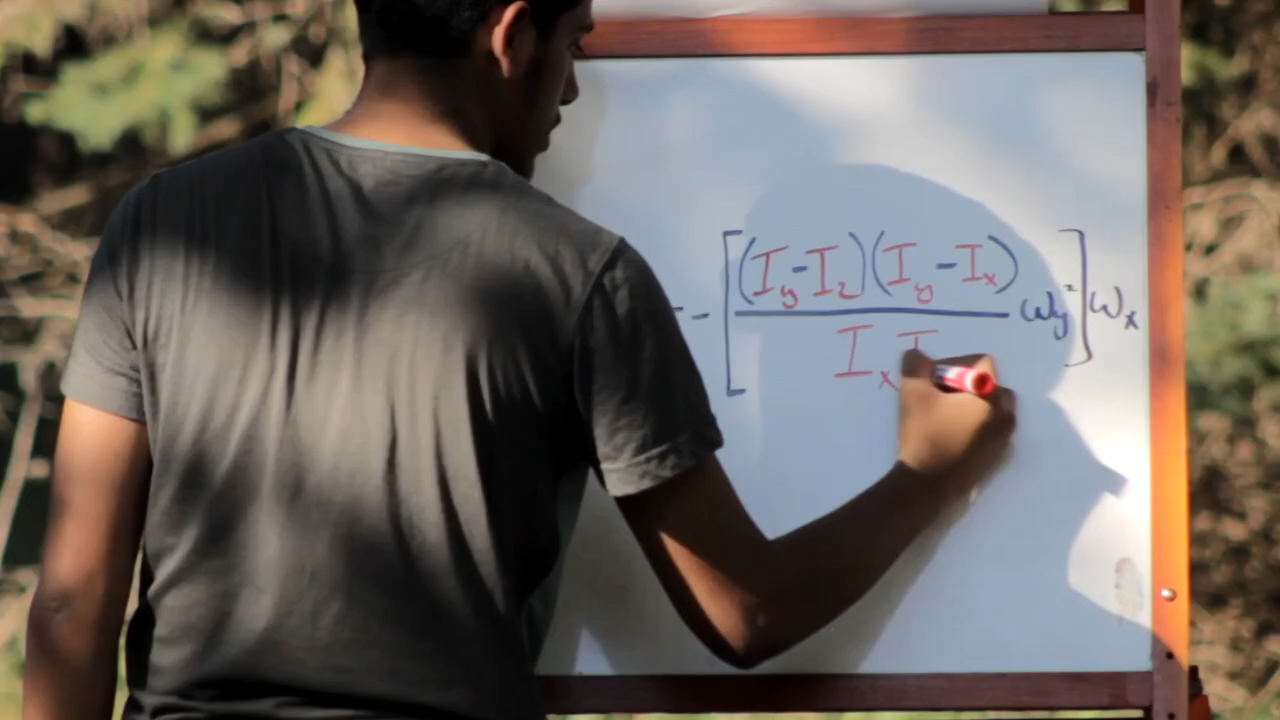 = - [ (I_y - I_z)(I_y - I_x) / I_x I ω_y² ] ω_x